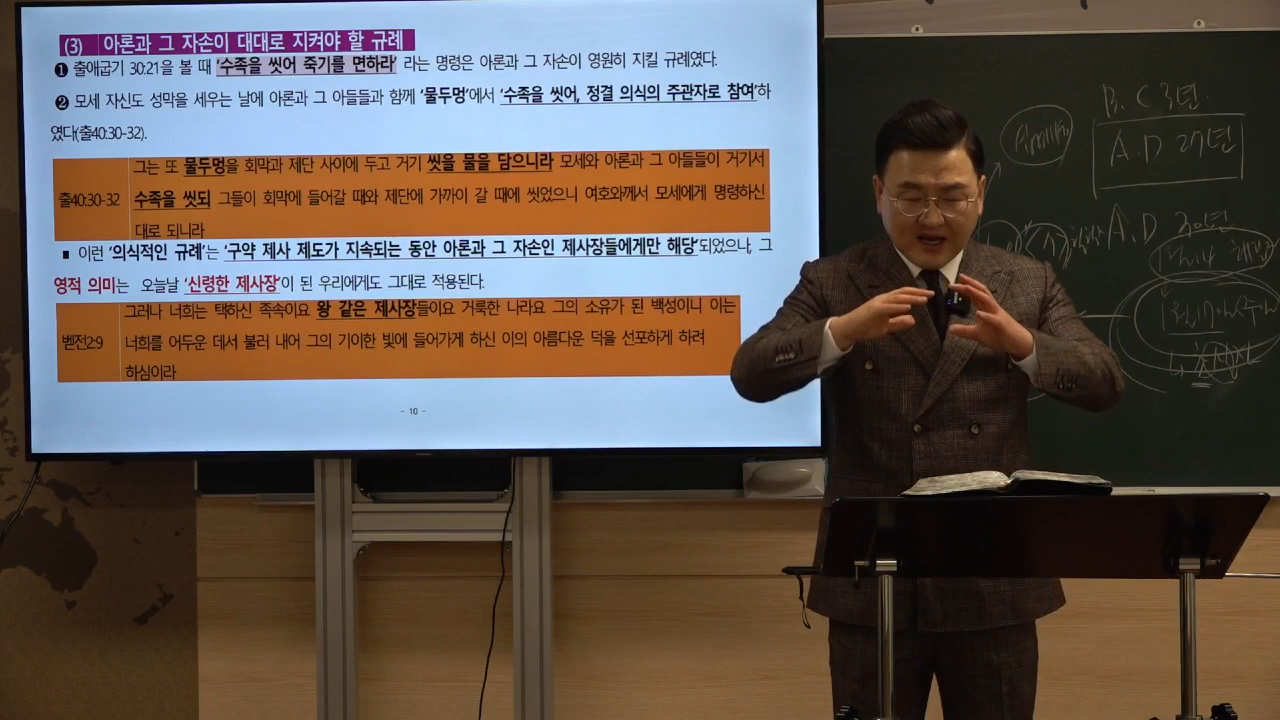 (3) 아론과 그 자손이 대대로 지켜야 할 규례
❶ 출애굽기 30:21을 볼 때 '수족을 씻어 죽기를 면하라' 라는 명령은 아론과 그 자손이 영원히 지킬 규례였다.
❷ 모세 자신도 성막을 세우는 날에 아론과 그 아들들과 함께 '물두멍'에서 '수족을 씻어, 정결 의식의 주관자로 참여'하
였다(출40:30-32).
출40:30-32
그는 또 물두멍을 회막과 제단 사이에 두고 거기 씻을 물을 담으니라 모세와 아론과 그 아들들이 거기서
수족을 씻되 그들이 회막에 들어갈 때와 제단에 가까이 갈 때에 씻었으니 여호와께서 모세에게 명령하신
대로 되니라
▪ 이런 '의식적인 규례'는 '구약 제사 제도가 지속되는 동안 아론과 그 자손인 제사장들에게만 해당'되었으나, 그
영적 의미는 오늘날 '신령한 제사장'이 된 우리에게도 그대로 적용된다.
벧전2:9
그러나 너희는 택하신 족속이요 왕 같은 제사장들이요 거룩한 나라요 그의 소유가 된 백성이니 이는
너희를 어두운 데서 불러 내어 그의 기이한 빛에 들어가게 하신 이의 아름다운 덕을 선포하게 하려
하심이라
- 10 -
B.C 3년.
A.D 27년
A.D 30년